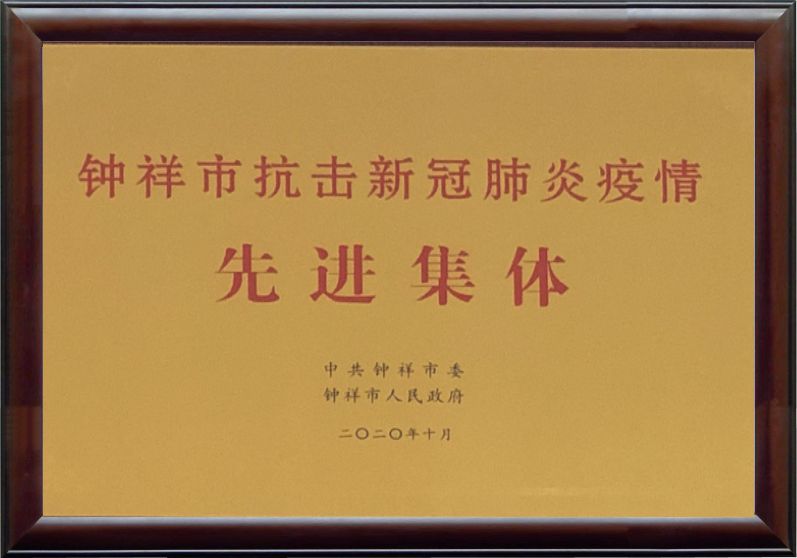 钟祥市抗击新冠肺炎疫情
先进集体
中共钟祥市委
钟祥市人民政府
二〇二〇年十月